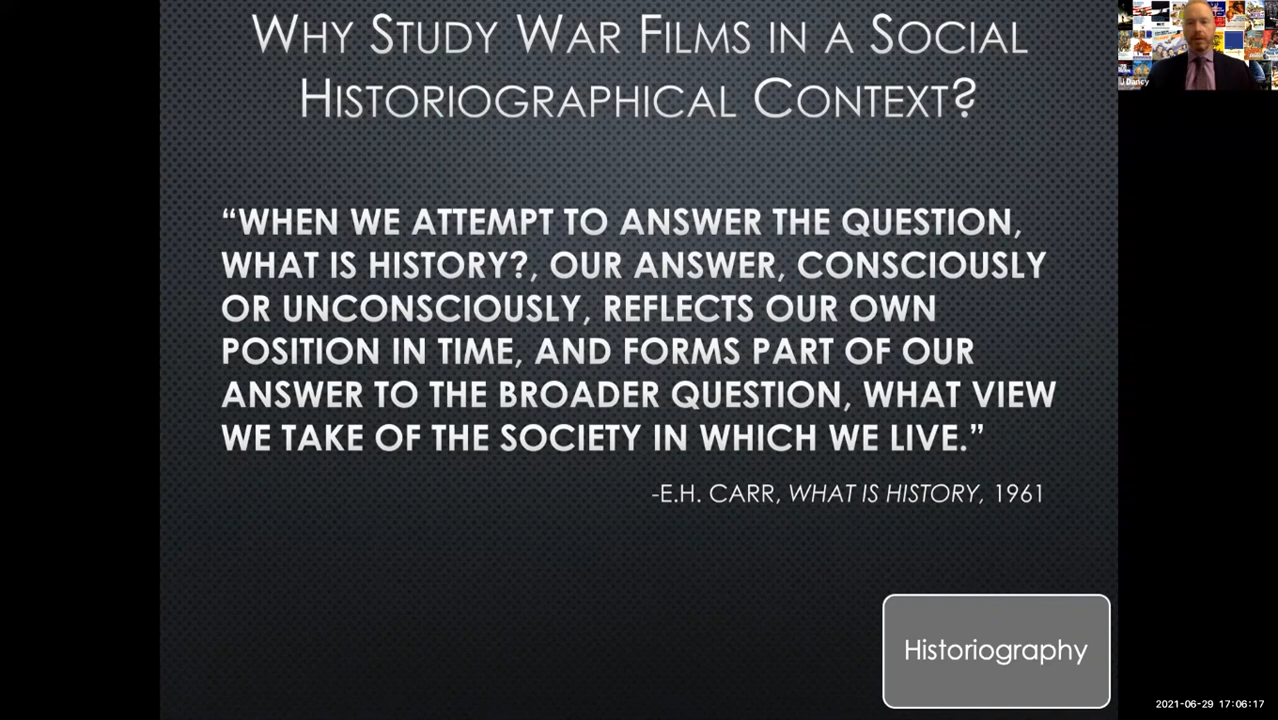 WHY STUDY WAR FILMS IN A SOCIAL
HISTORIOGRAPHICAL CONTEXT?
“WHEN WE ATTEMPT TO ANSWER THE QUESTION,
WHAT IS HISTORY?, OUR ANSWER, CONSCIOUSLY
OR UNCONSCIOUSLY, REFLECTS OUR OWN
POSITION IN TIME, AND FORMS PART OF OUR
ANSWER TO THE BROADER QUESTION, WHAT VIEW
WE TAKE OF THE SOCIETY IN WHICH WE LIVE.”
-E.H. CARR, WHAT IS HISTORY, 1961
Historiography
J Dancy
2021-06-29 17:06:17